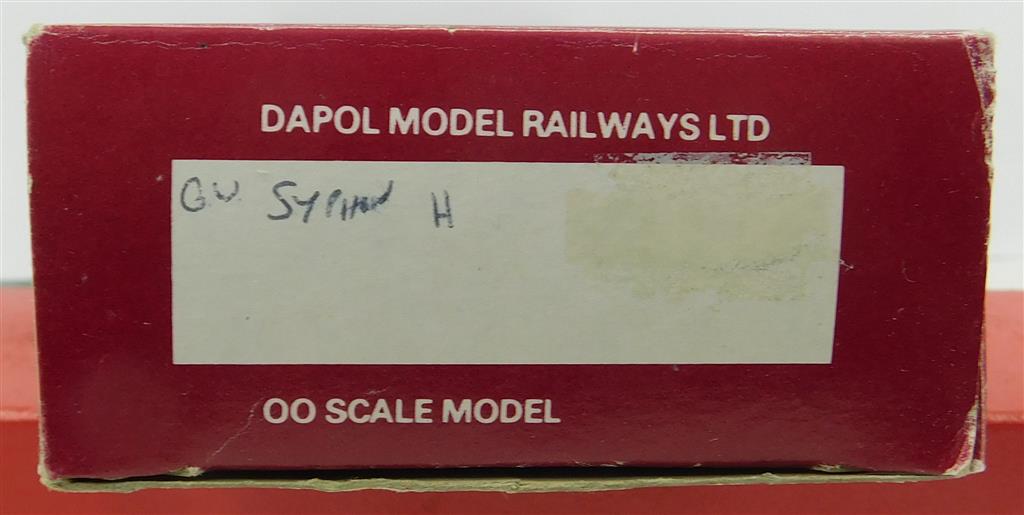 DAPOL MODEL RAILWAYS LTD
G.W. SYPHON H
OO SCALE MODEL